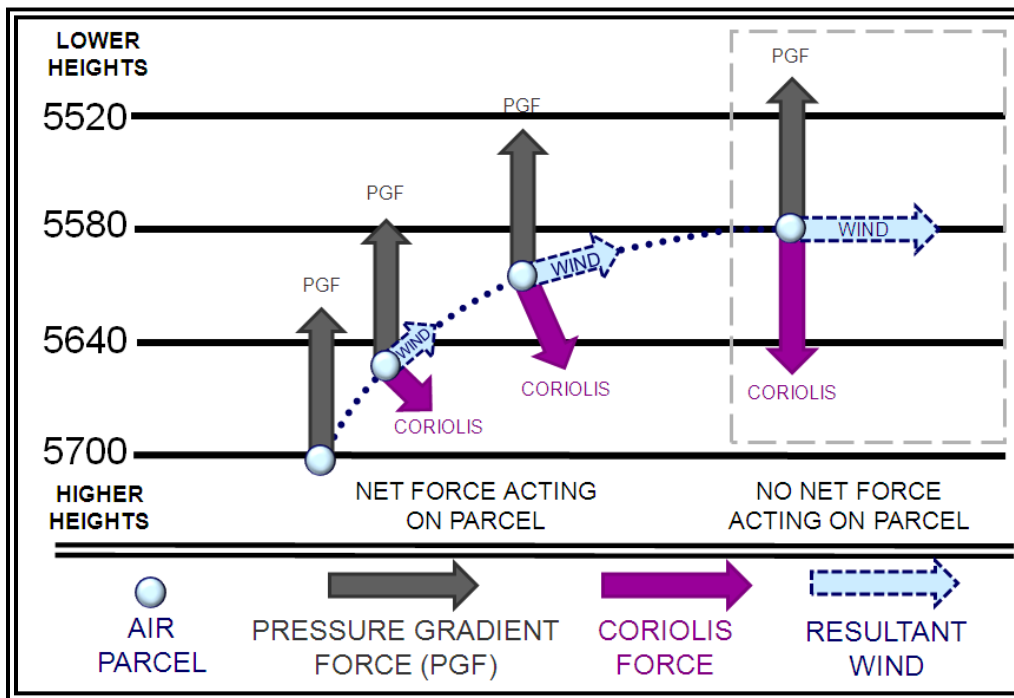 LOWER
HEIGHTS
PGF
5520
PGF
PGF
5580
WIND
WIND
PGF
5640
WIND
CORIOLIS
CORIOLIS
CORIOLIS
5700
HIGHER
HEIGHTS
NET FORCE ACTING
ON PARCEL
NO NET FORCE
ACTING ON PARCEL
AIR
PARCEL
PRESSURE GRADIENT
FORCE (PGF)
CORIOLIS
FORCE
RESULTANT
WIND